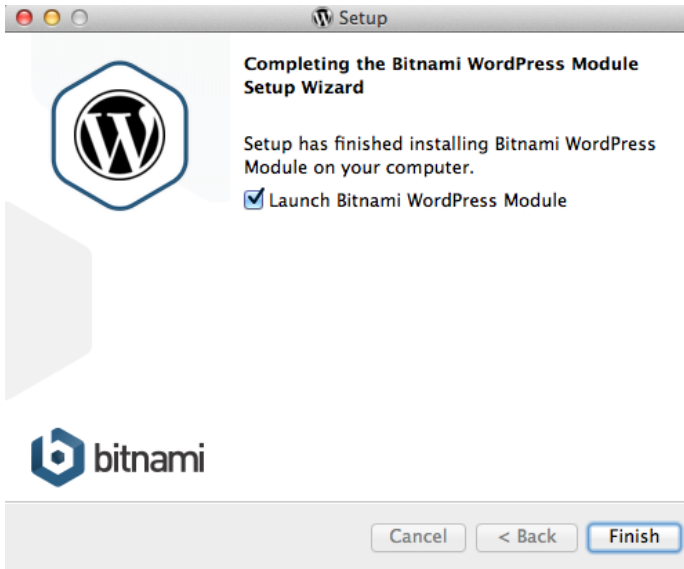 Setup
Completing the Bitnami WordPress Module
Setup Wizard
Setup has finished installing Bitnami WordPress
Module on your computer.
Launch Bitnami WordPress Module
bitnami
Cancel
< Back
Finish